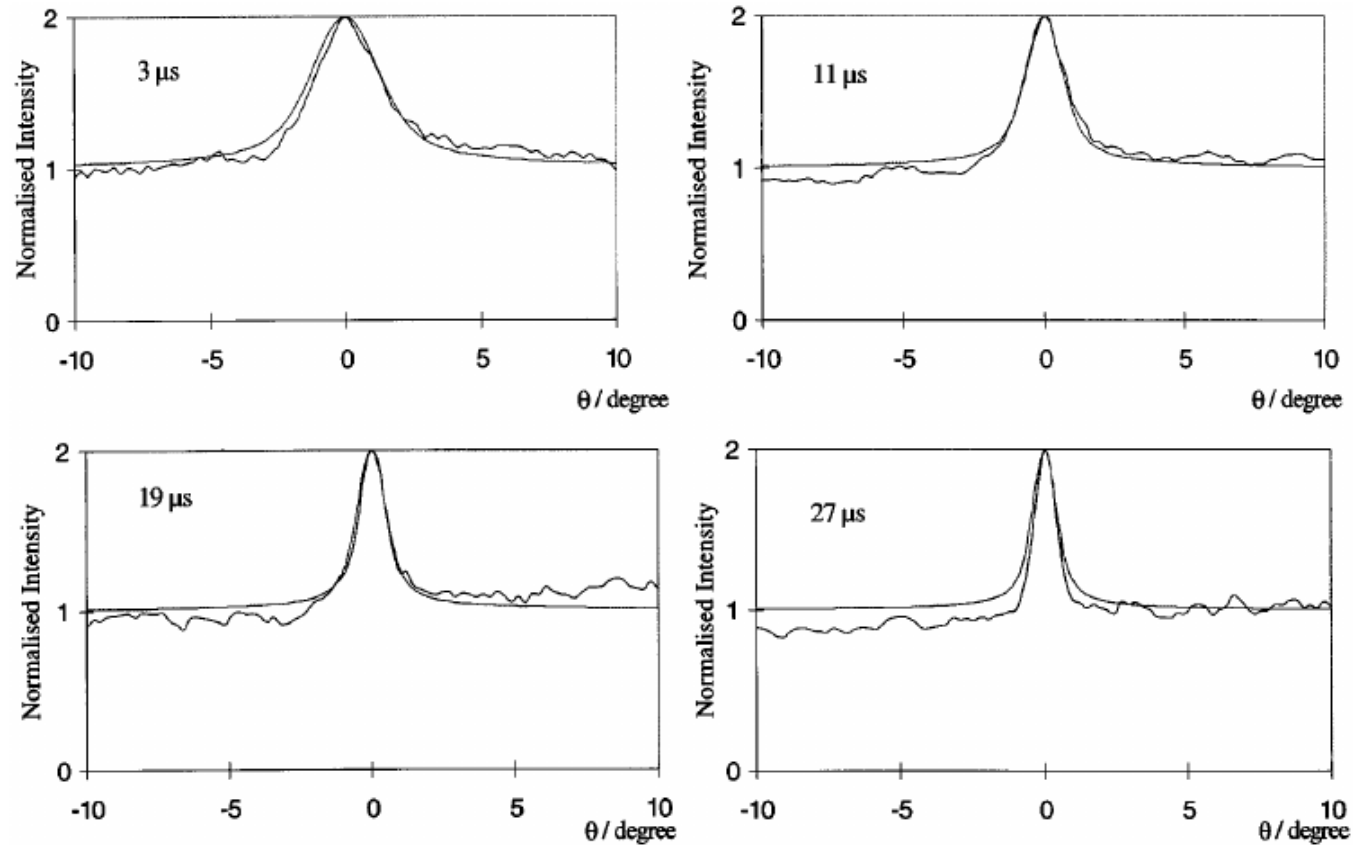 2
3 μs
Normalised Intensity
1
0
-10 -5 0 5 10
θ / degree
2
11 μs
Normalised Intensity
1
0
-10 -5 0 5 10
θ / degree
2
19 μs
Normalised Intensity
1
0
-10 -5 0 5 10
θ / degree
2
27 μs
Normalised Intensity
1
0
-10 -5 0 5 10
θ / degree